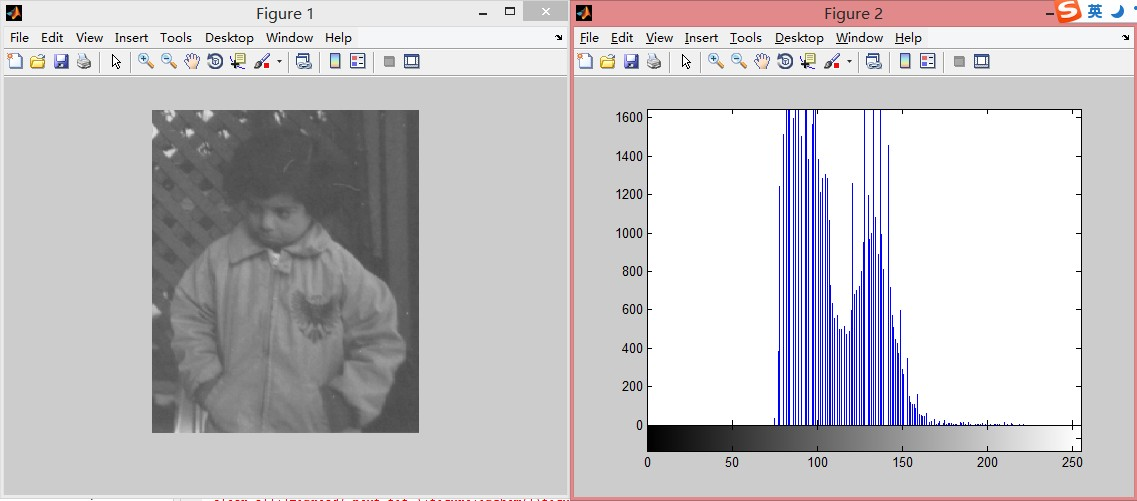 Figure 1
File Edit View Insert Tools Desktop Window Help
Figure 2
S 英
File Edit View Insert Tools Desktop Window Help
1600
1400
1200
1000
800
600
400
200
0
0 50 100 150 200 250